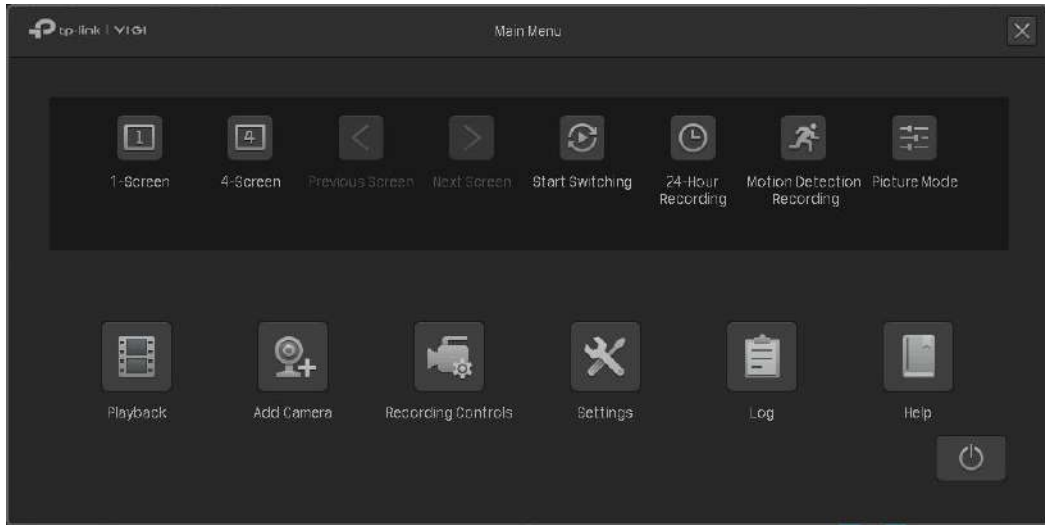 tp-link | VIGI
Main Menu
1
4
1-Screen
4-Screen
Previous Screen
Next Screen
Start Switching
24-Hour
Recording
Motion Detection
Recording
Picture Mode
Playback
Add Camera
Recording Controls
Settings
Log
Help